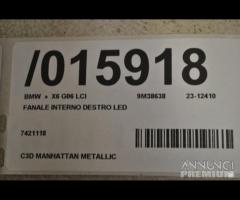 /015918
BMW » X6 G06 LCI 9M38638 23-12410
FANALE INTERNO DESTRO LED
7421118
C3D MANHATTAN METALLIC
ANNUNCI
PREMIUM